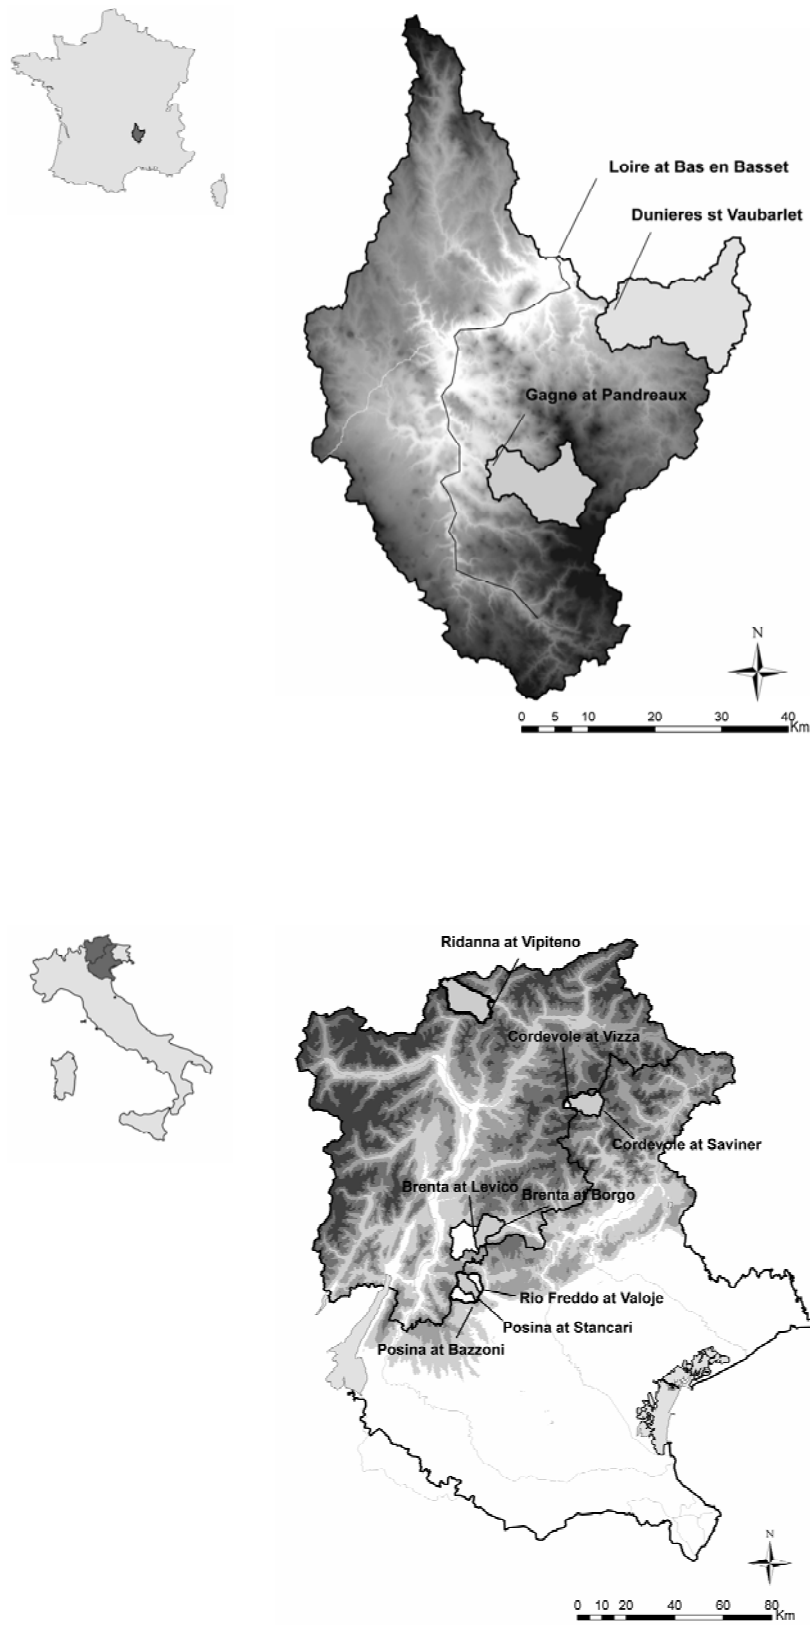 Loire at Bas en Basset
Dunieres st Vaubarlet
Gagne at Pandreaux
N
0 5 10 20 30 40
Km
Ridanna at Vipiteno
Cordevole at Vizza
Cordevole at Saviner
Brenta at Levico
Brenta at Borgo
Rio Freddo at Valoje
Posina at Stancari
Posina at Bazzoni
N
0 10 20 40 60 80
Km